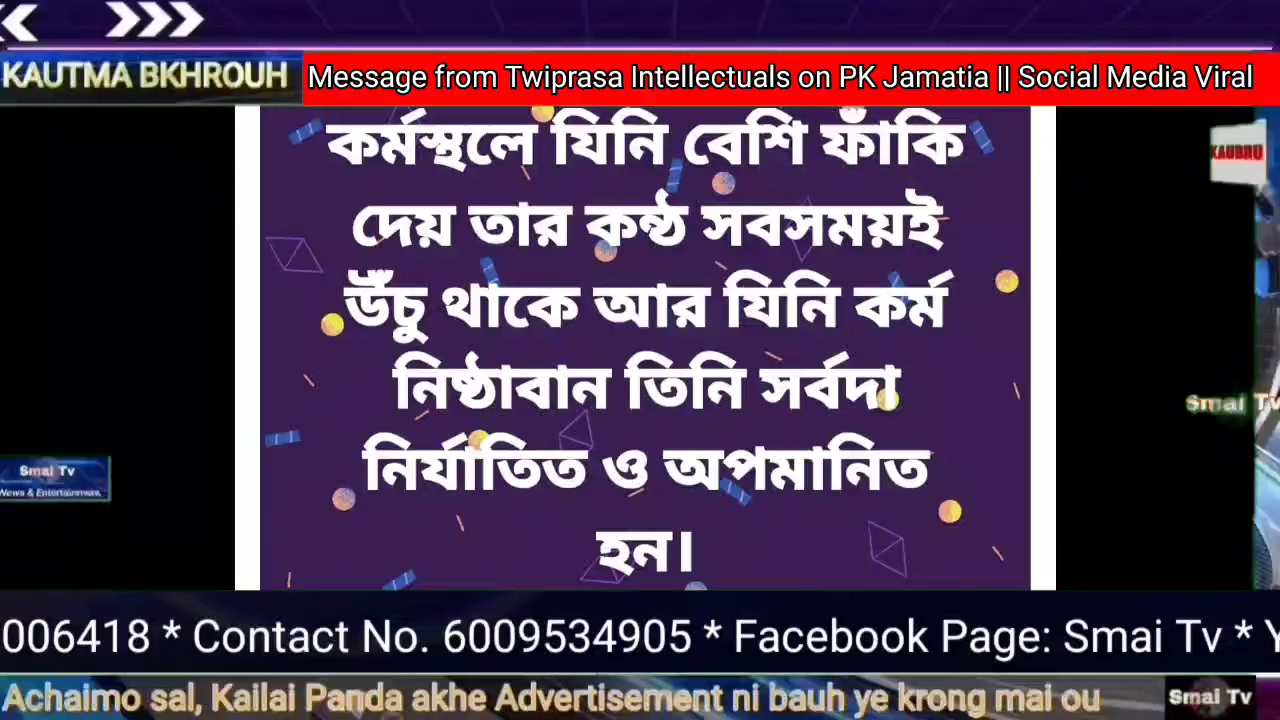 KAUTMA BKHROUH
Message from Twiprasa Intellectuals on PK Jamatia || Social Media Viral
কর্মস্থলে যিনি বেশি ফাঁকি
দেয় তার কন্ঠ সবসময়ই
উঁচু থাকে আর যিনি কর্ম
নিষ্ঠাবান তিনি সর্বদা
নির্যাতিত ও অপমানিত
হন।
KAUBRU
Smai Tv
Smai Tv
News & Entertainment
006418 * Contact No. 6009534905 * Facebook Page: Smai Tv *
Achaimo sal, Kailai Panda akhe Advertisement ni bauh ye krong mai ou
Smai Tv